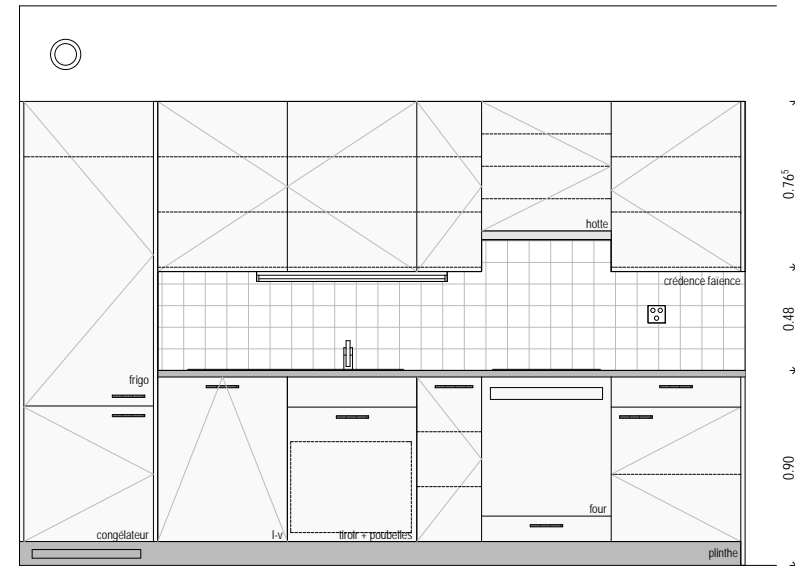 0.76⁵
hotte
crédence faïence
0.48
frigo
0.90
four
congélateur
l-v
tiroir + poubelles
plinthe